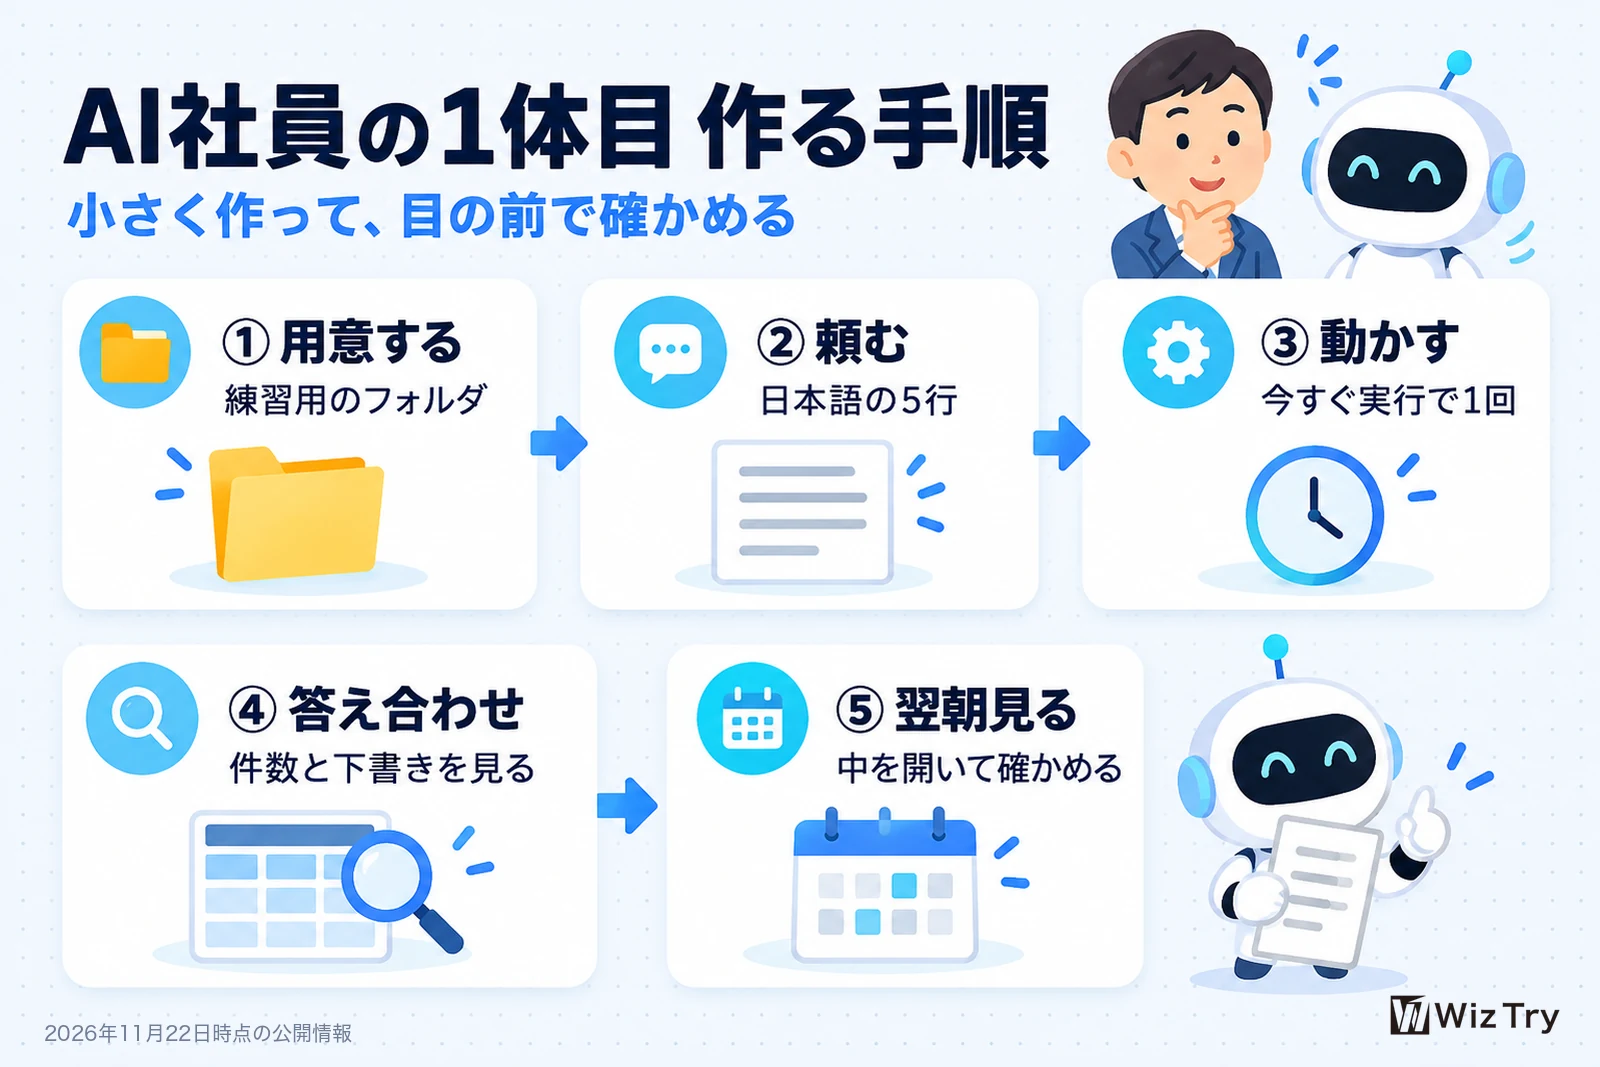 AI社員の1体目 作る手順
小さく作って、目の前で確かめる
① 用意する
練習用のフォルダ
② 頼む
日本語の5行
③ 動かす
今すぐ実行で1回
④ 答え合わせ
件数と下書きを見る
⑤ 翌朝見る
中を開いて確かめる
2026年11月22日時点の公開情報
Wiz Try